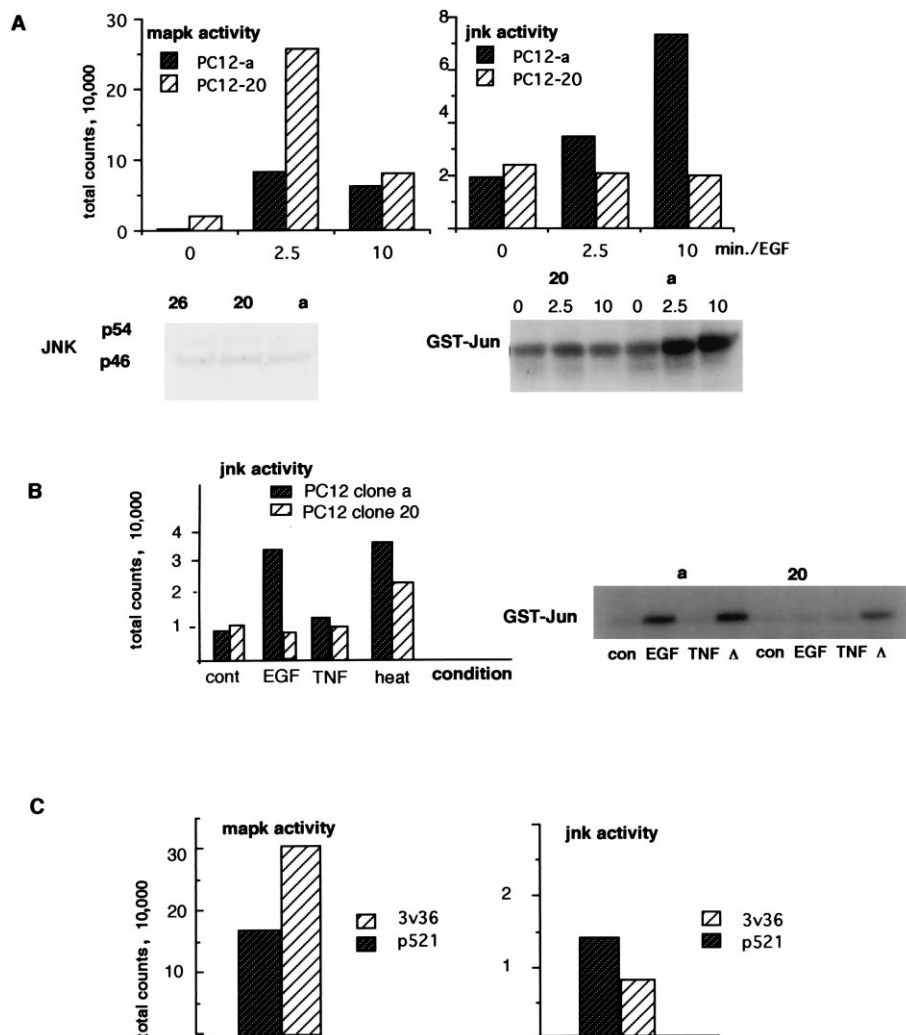 A
mapk activity
PC12-a
PC12-20
total counts, 10,000
30
20
10
0
0 2.5 10
jnk activity
PC12-a
PC12-20
8
6
4
2
0 2.5 10 min./EGF
26 20 a
JNK
p54
p46
20 a
0 2.5 10 0 2.5 10
GST-Jun
B
jnk activity
PC12 clone a
PC12 clone 20
total counts, 10,000
4
3
2
1
cont EGF TNF heat condition
a 20
GST-Jun
con EGF TNF Λ con EGF TNF Λ
C
mapk activity
total counts, 10,000
30
20
10
3v36
p521
jnk activity
2
1
3v36
p521